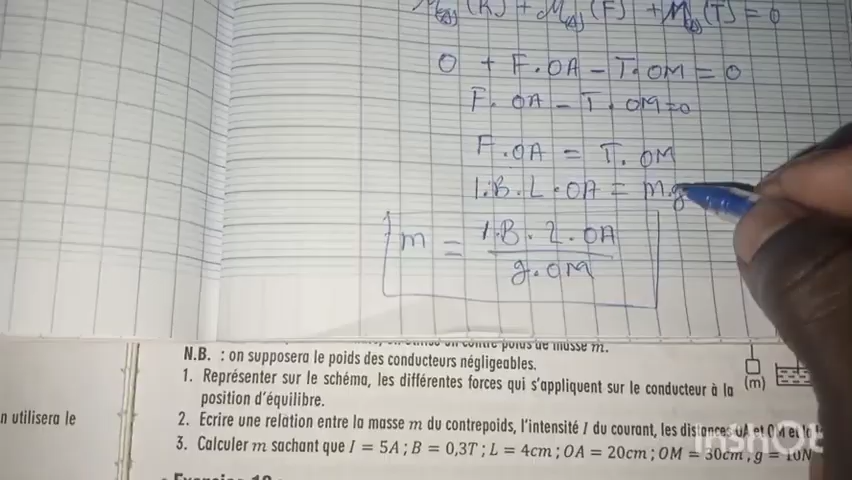 M(Δ)(R) + M(Δ)(F) + M(Δ)(T) = 0
0 + F.OA - T.OM = 0
F. OA - T. OM = 0
F.OA = T. OM
I.B.L.OA = m.g
m = I.B.L.OA / g.OM
N.B. : on supposera le poids des conducteurs négligeables.
1. Représenter sur le schéma, les différentes forces qui s'appliquent sur le conducteur à la
position d'équilibre.
(m)
n utilisera le
2. Ecrire une relation entre la masse m du contrepoids, l'intensité I du courant, les distances OA et OM et
3. Calculer m sachant que I = 5A ; B = 0,3T ; L = 4cm ; OA = 20cm ; OM = 30cm , g = 10N
InShOt